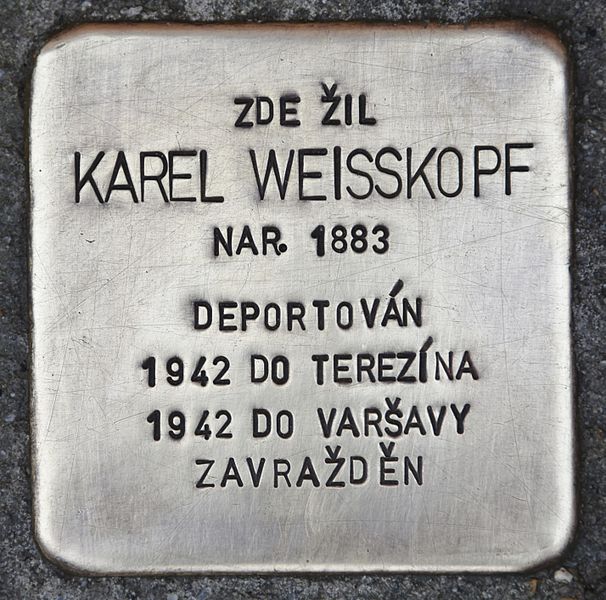 ZDE ŽIL
KAREL WEISSKOPF
NAR. 1883
DEPORTOVÁN
1942 DO TEREZÍNA
1942 DO VARŠAVY
ZAVRAŽDĚN